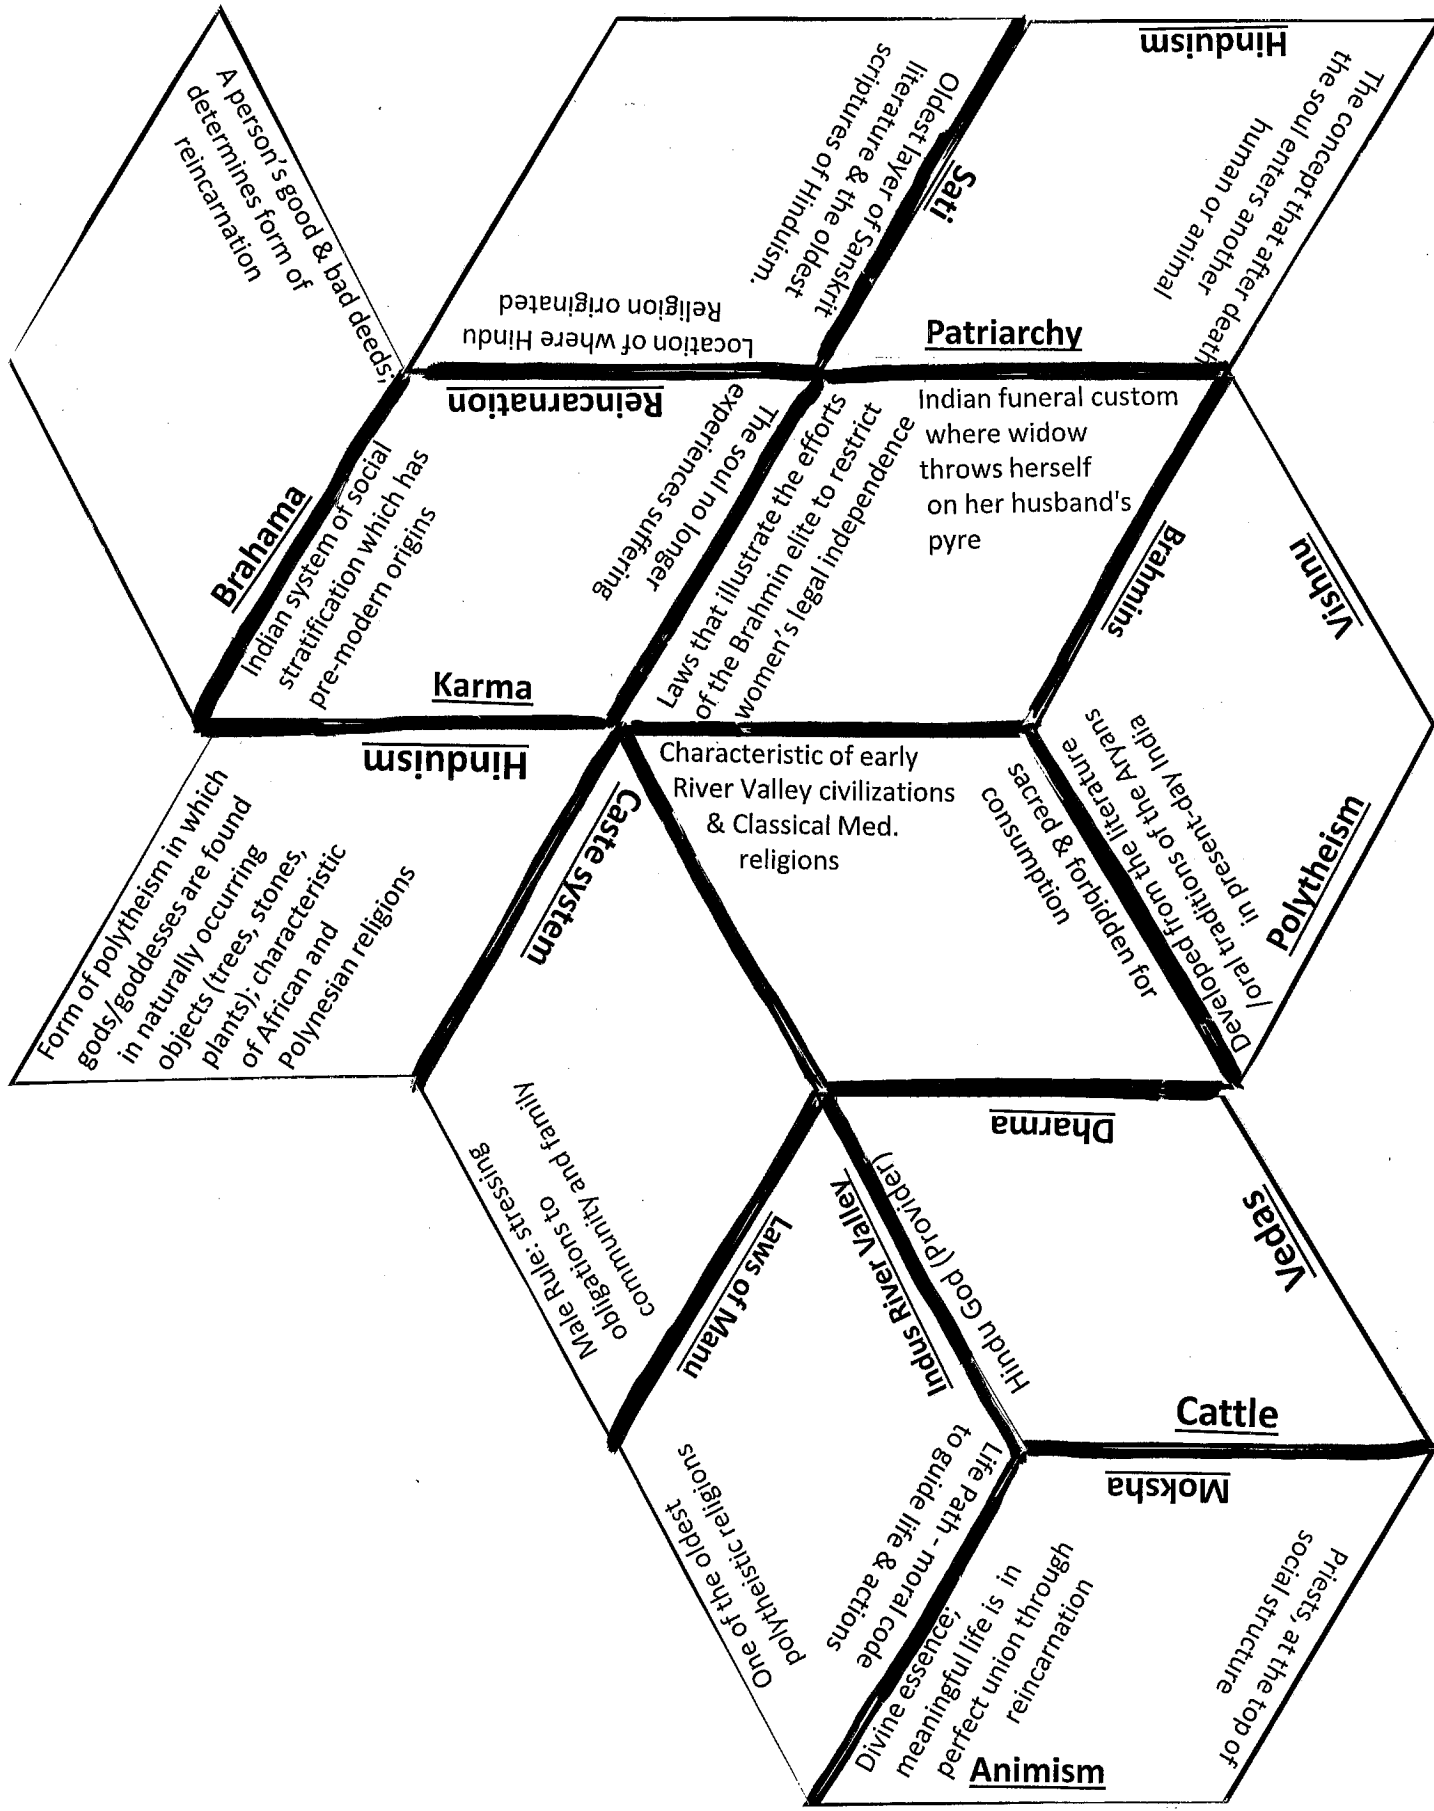 A person's good & bad deeds;
determines form of
reincarnation
Brahama
Oldest layer of Sanskrit
literature & the oldest
scriptures of Hinduism.
Location of where Hindu
Religion originated
Hinduism
The concept that after death
the soul enters another
human or animal
Sati
Patriarchy
Reincarnation
Indian system of social
stratification which has
pre-modern origins
The soul no longer
experiences suffering
Karma
Laws that illustrate the efforts
of the Brahmin elite to restrict
women's legal independence
Indian funeral custom
where widow
throws herself
on her husband's
pyre
Brahmins
Vishnu
Hinduism
Form of polytheism in which
gods/goddesses are found
in naturally occurring
objects (trees, stones,
plants); characteristic
of African and
Polynesian religions
Caste system
Characteristic of early
River Valley civilizations
& Classical Med.
religions
sacred & forbidden for
consumption
Developed from the literature
/oral traditions of the Aryans
in present-day India
Polytheism
Male Rule: stressing
obligations to
community and family
Laws of Manu
Indus River Valley
Dharma
Hindu God (Provider)
Vedas
Cattle
One of the oldest
polytheistic religions
Life Path - moral code
to guide life & actions
Moksha
Divine essence;
meaningful life is in
perfect union through
reincarnation
Priests, at the top of
social structure
Animism